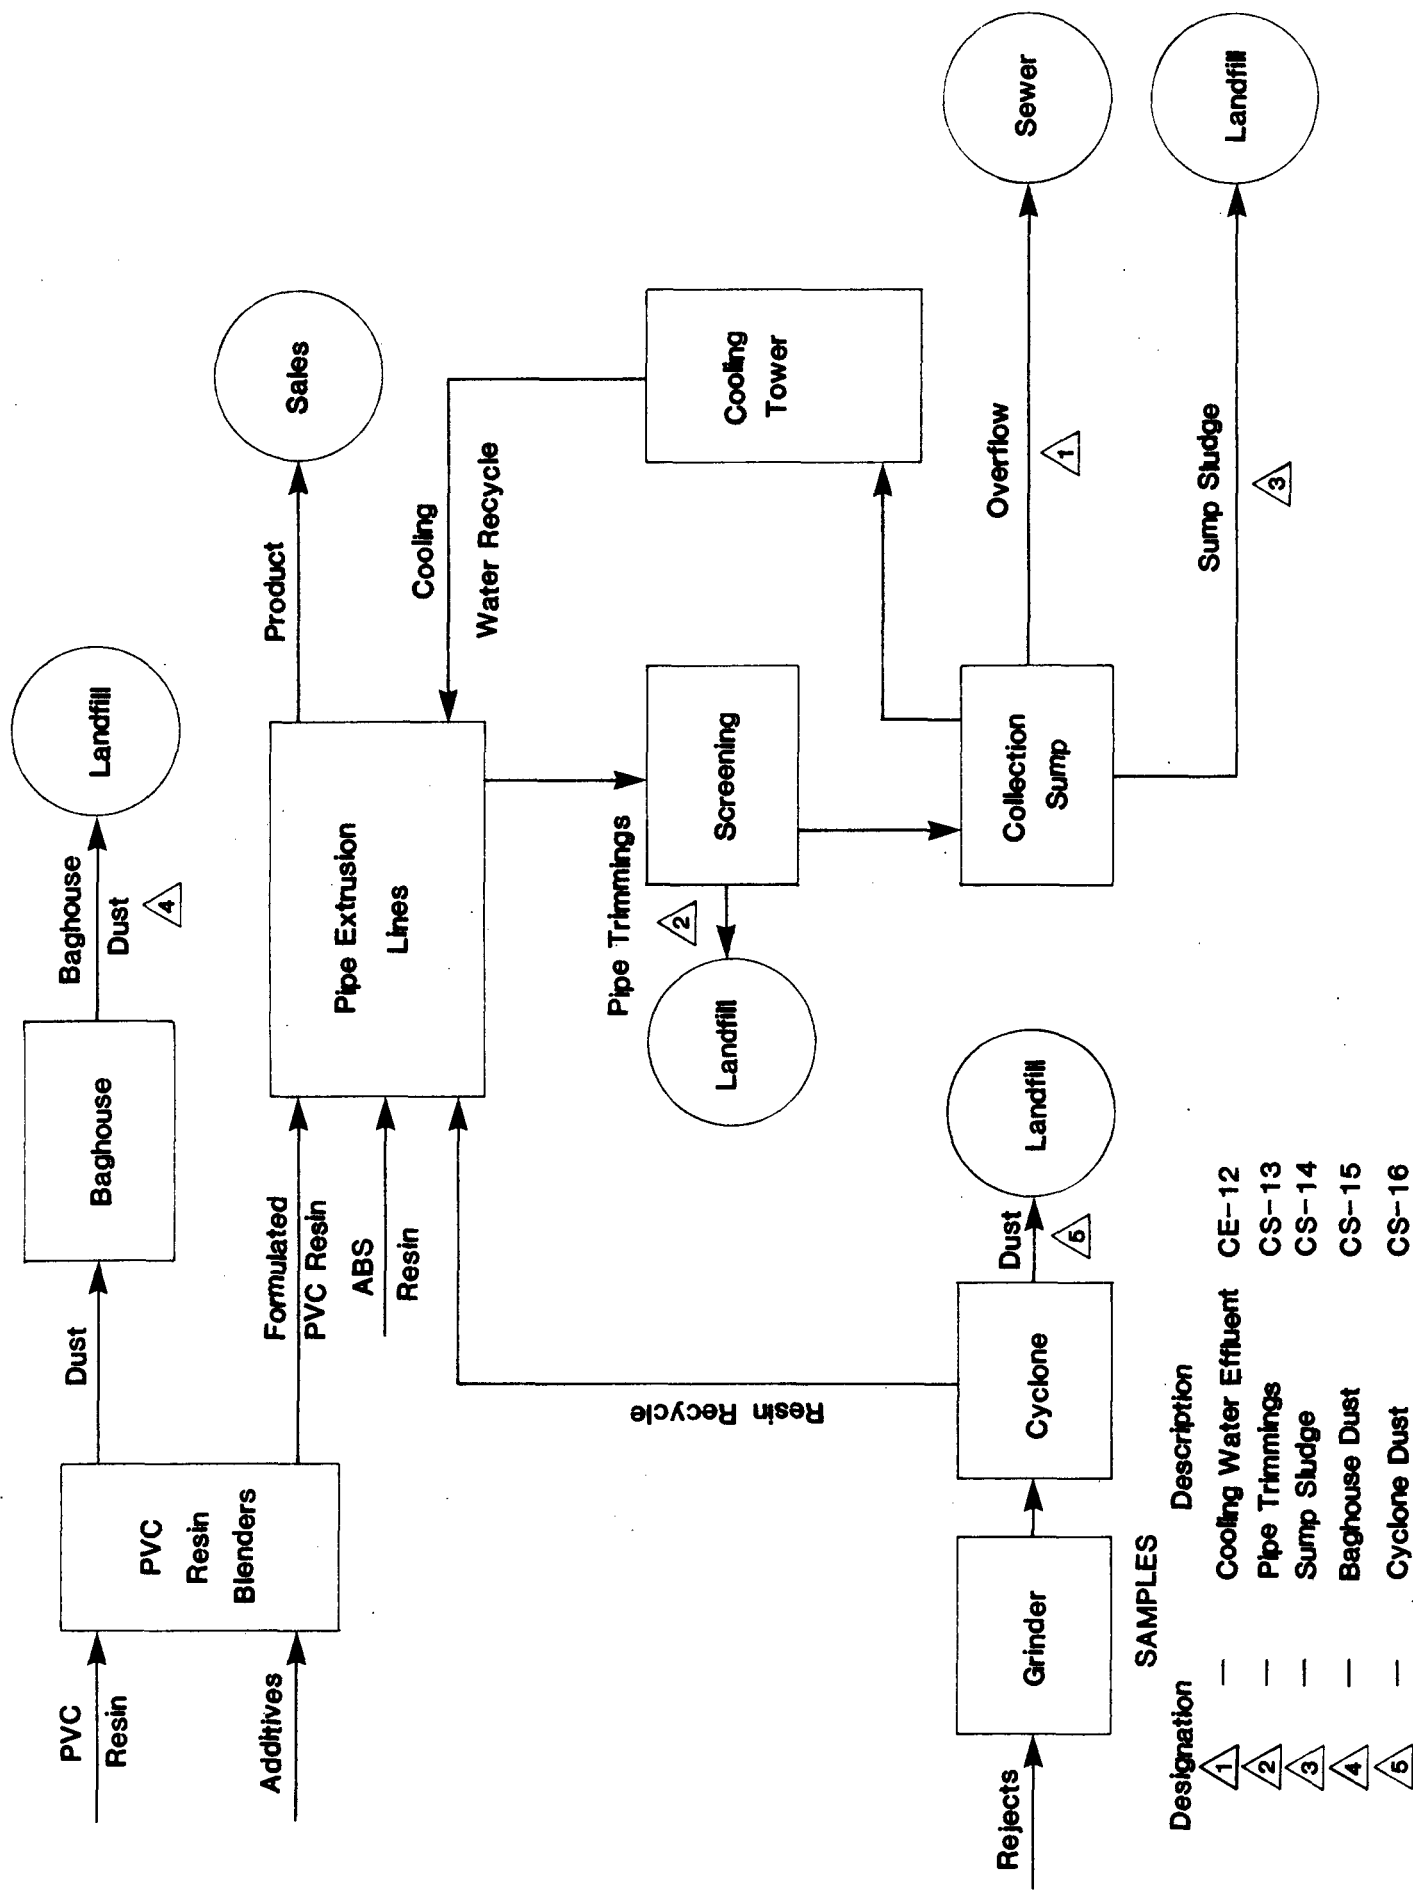 PVC
Resin
Additives
PVC
Resin
Blenders
Dust
Baghouse
Baghouse
Dust
4
Landfill
Formulated
PVC Resin
ABS
Resin
Pipe Extrusion
Lines
Product
Sales
Cooling
Water Recycle
Cooling
Tower
Pipe Trimmings
2
Screening
Landfill
Resin Recycle
Rejects
Grinder
Cyclone
Dust
5
Landfill
Collection
Sump
Overflow
1
Sewer
Sump Sludge
3
Landfill
SAMPLES
Designation Description
1 — Cooling Water Effluent CE-12
2 — Pipe Trimmings CS-13
3 — Sump Sludge CS-14
4 — Baghouse Dust CS-15
5 — Cyclone Dust CS-16